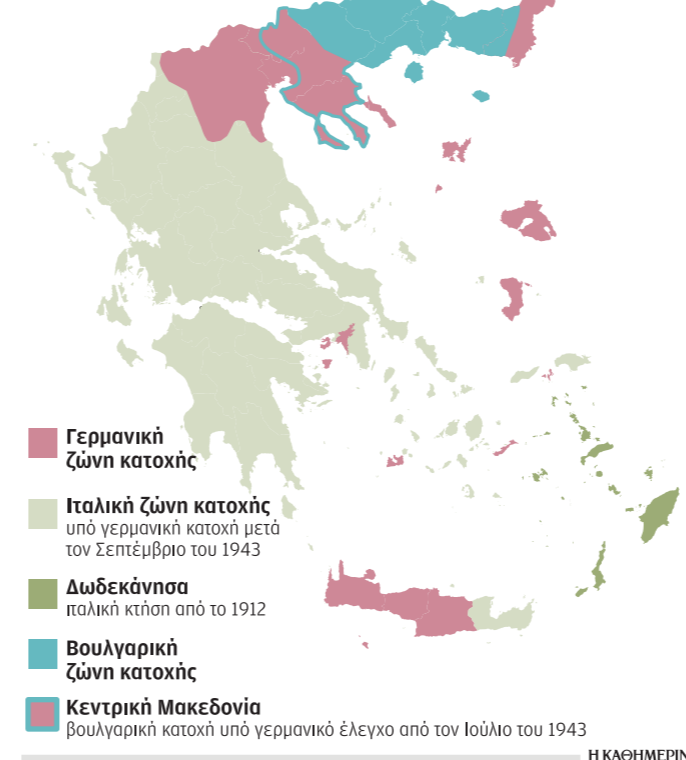 Γερμανική
ζώνη κατοχής
Ιταλική ζώνη κατοχής
υπό γερμανική κατοχή μετά
τον Σεπτέμβριο του 1943
Δωδεκάνησα
ιταλική κτήση από το 1912
Βουλγαρική
ζώνη κατοχής
Κεντρική Μακεδονία
βουλγαρική κατοχή υπό γερμανικό έλεγχο από τον Ιούλιο του 1943
Η ΚΑΘΗΜΕΡΙΝ